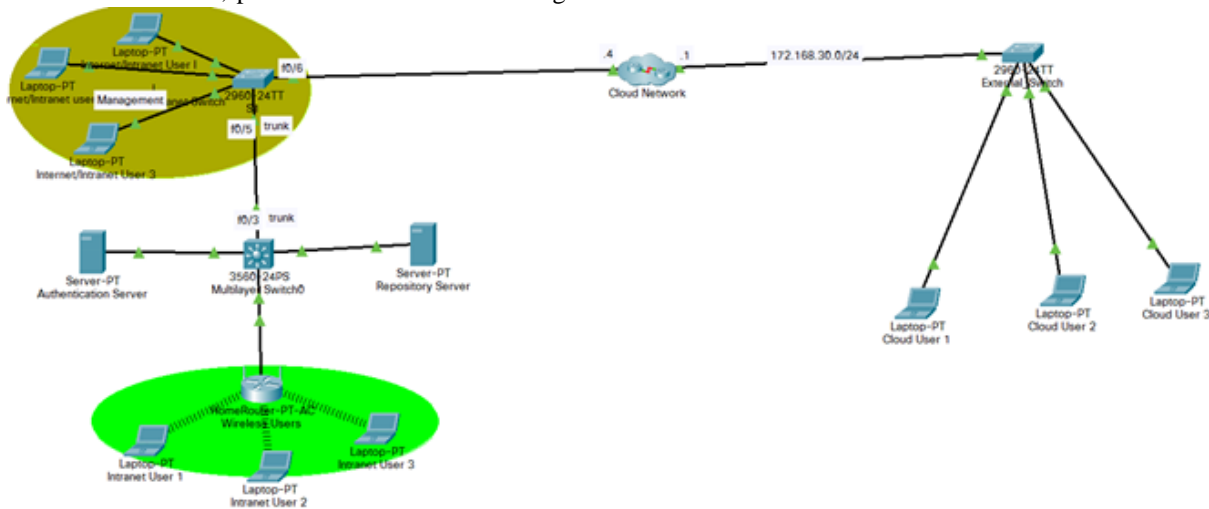 Laptop-PT
Internet/Intranet User
Laptop-PT
Management
2960-24TT
f0/6
f0/5
trunk
Laptop-PT
Internet/Intranet User 3
.4
.1
Cloud Network
172.168.30.0/24
2960-24TT
External_Switch
f0/3
trunk
Server-PT
Authentication Server
3560-24PS
Multilayer Switch0
Server-PT
Repository Server
Laptop-PT
Cloud User 1
Laptop-PT
Cloud User 2
Laptop-PT
Cloud User 3
HomeRouter-PT-AC
Wireless Users
Laptop-PT
Intranet User 1
Laptop-PT
Intranet User 2
Laptop-PT
Intranet User 3